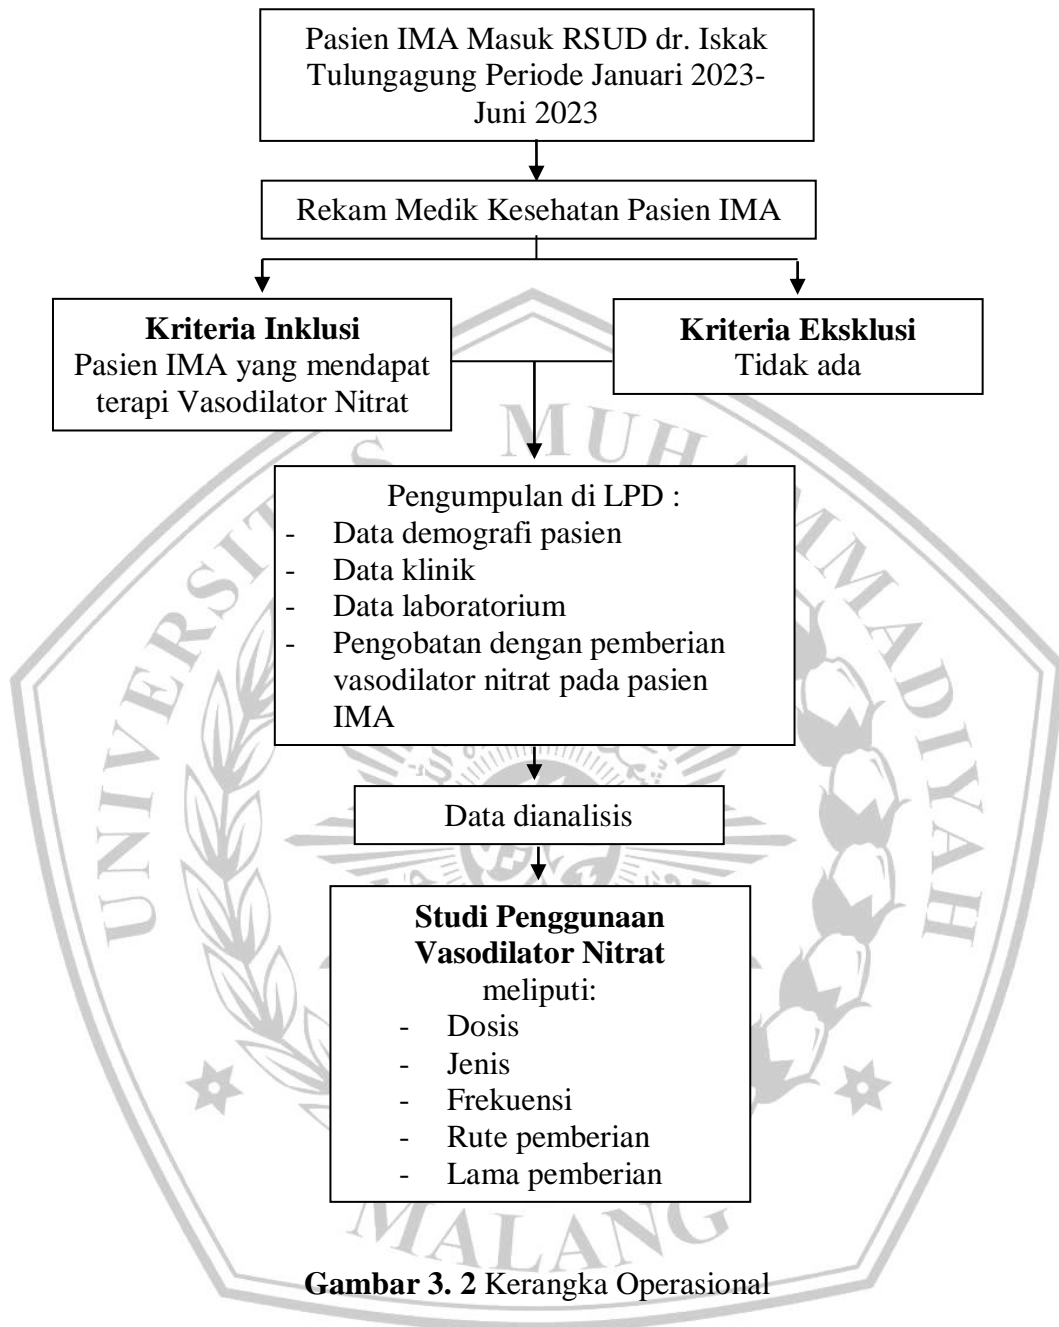 Pasien IMA Masuk RSUD dr. Iskak
Tulungagung Periode Januari 2023-
Juni 2023
Rekam Medik Kesehatan Pasien IMA
Kriteria Inklusi
Pasien IMA yang mendapat
terapi Vasodilator Nitrat
Kriteria Eksklusi
Tidak ada
Pengumpulan di LPD :
- Data demografi pasien
- Data klinik
- Data laboratorium
- Pengobatan dengan pemberian
vasodilator nitrat pada pasien
IMA
Data dianalisis
Studi Penggunaan
Vasodilator Nitrat
meliputi:
- Dosis
- Jenis
- Frekuensi
- Rute pemberian
- Lama pemberian
Gambar 3. 2 Kerangka Operasional
UNIVERSITAS MUHAMMADIYAH
MALANG